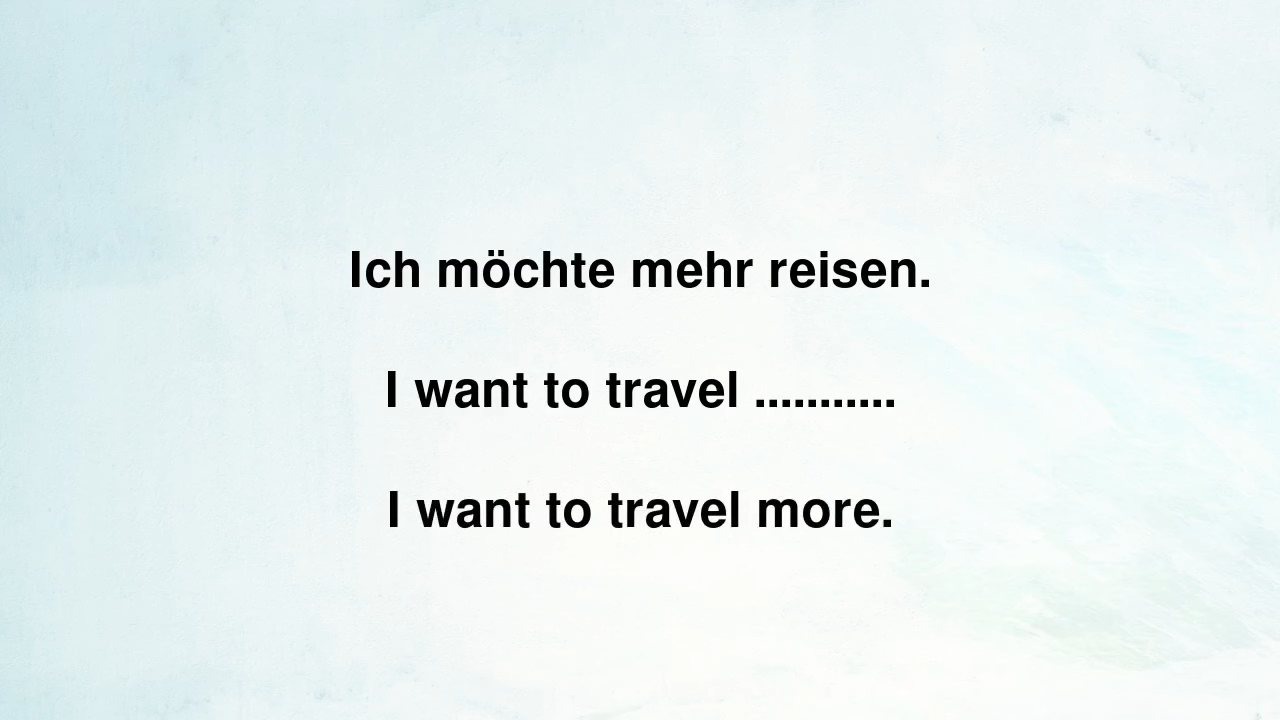 Ich möchte mehr reisen.
I want to travel ...........
I want to travel more.